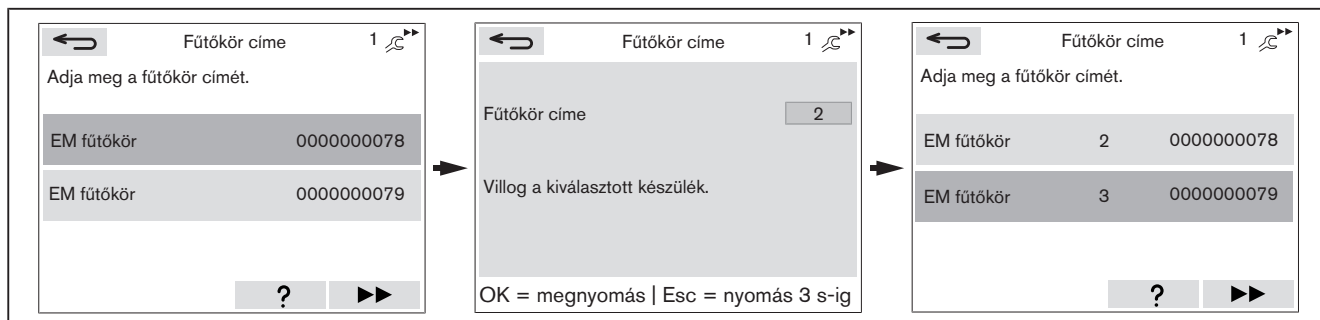 Fűtőkör címe 1
Adja meg a fűtőkör címét.
EM fűtőkör 0000000078
EM fűtőkör 0000000079
?
Fűtőkör címe 1
Fűtőkör címe 2
Villog a kiválasztott készülék.
OK = megnyomás | Esc = nyomás 3 s-ig
Fűtőkör címe 1
Adja meg a fűtőkör címét.
EM fűtőkör 2 0000000078
EM fűtőkör 3 0000000079
?